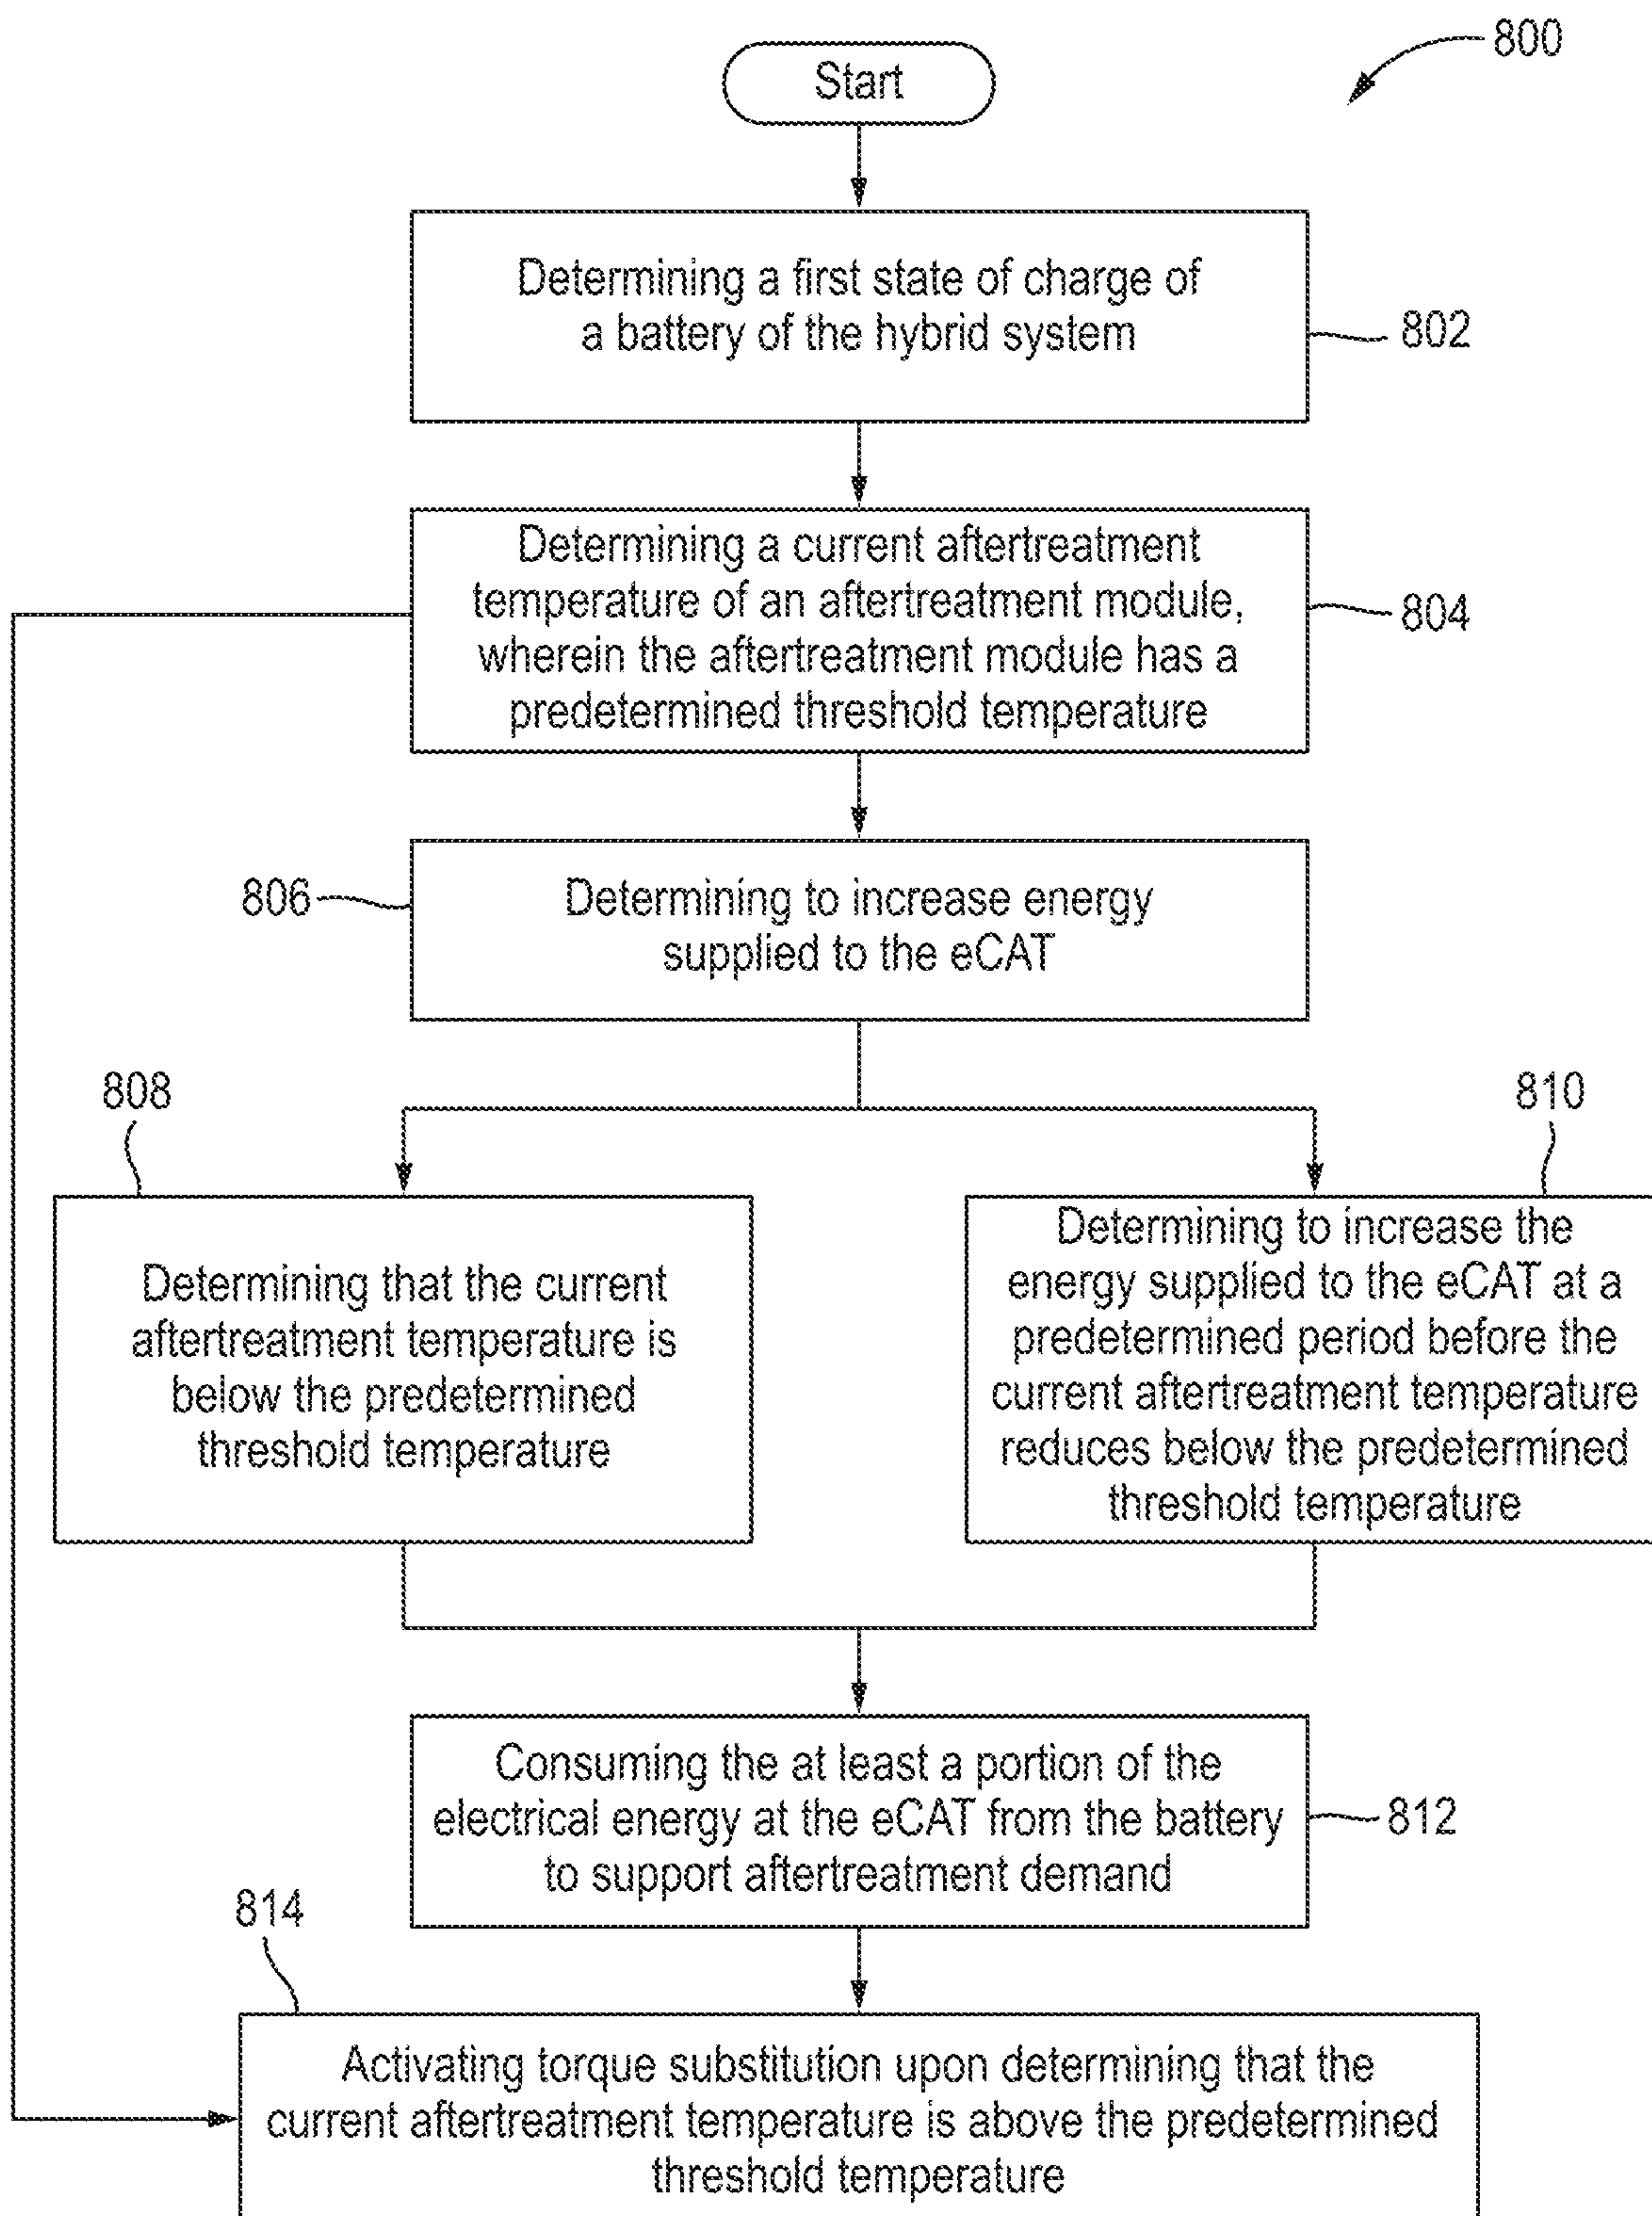 800
Start
Determining a first state of charge of
a battery of the hybrid system
802
Determining a current aftertreatment
temperature of an aftertreatment module,
wherein the aftertreatment module has a
predetermined threshold temperature
804
806
Determining to increase energy
supplied to the eCAT
808
810
Determining that the current
aftertreatment temperature is
below the predetermined
threshold temperature
Determining to increase the
energy supplied to the eCAT at a
predetermined period before the
current aftertreatment temperature
reduces below the predetermined
threshold temperature
Consuming the at least a portion of the
electrical energy at the eCAT from the battery
to support aftertreatment demand
812
814
Activating torque substitution upon determining that the
current aftertreatment temperature is above the predetermined
threshold temperature